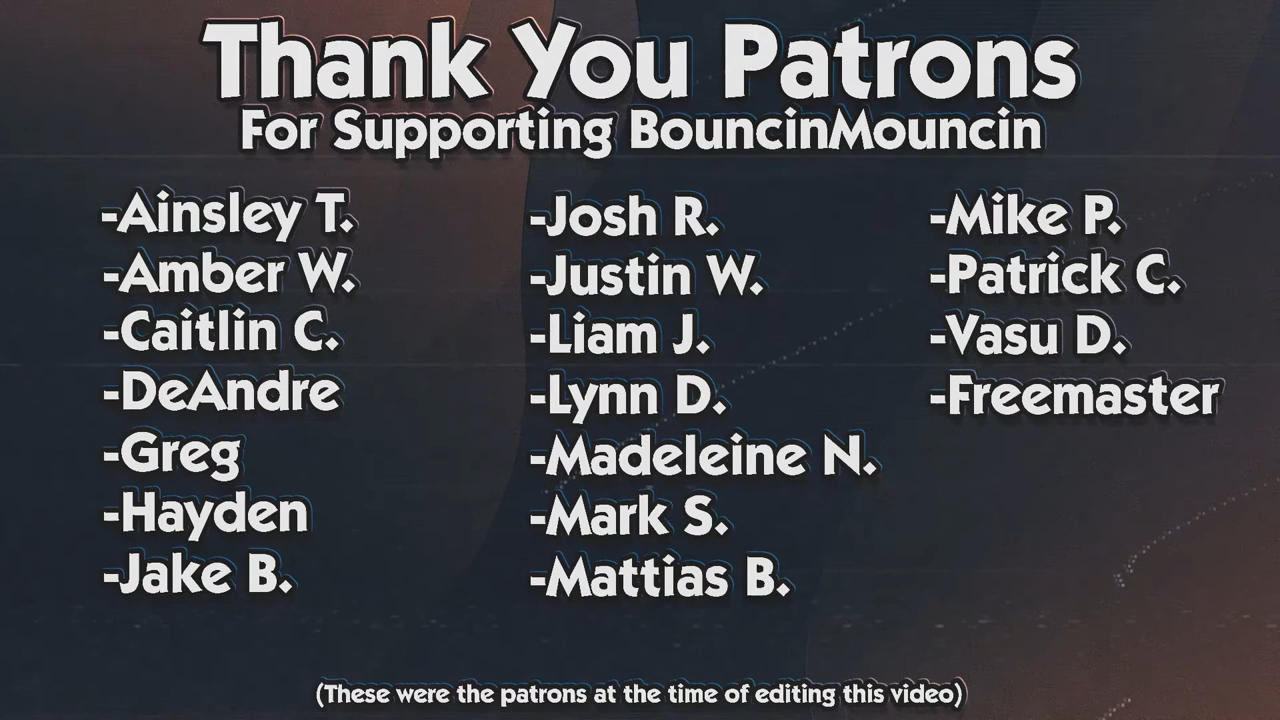 Thank You Patrons
For Supporting BouncinMouncin
-Ainsley T.
-Amber W.
-Caitlin C.
-DeAndre
-Greg
-Hayden
-Jake B.
-Josh R.
-Justin W.
-Liam J.
-Lynn D.
-Madeleine N.
-Mark S.
-Mattias B.
-Mike P.
-Patrick C.
-Vasu D.
-Freemaster
(These were the patrons at the time of editing this video)